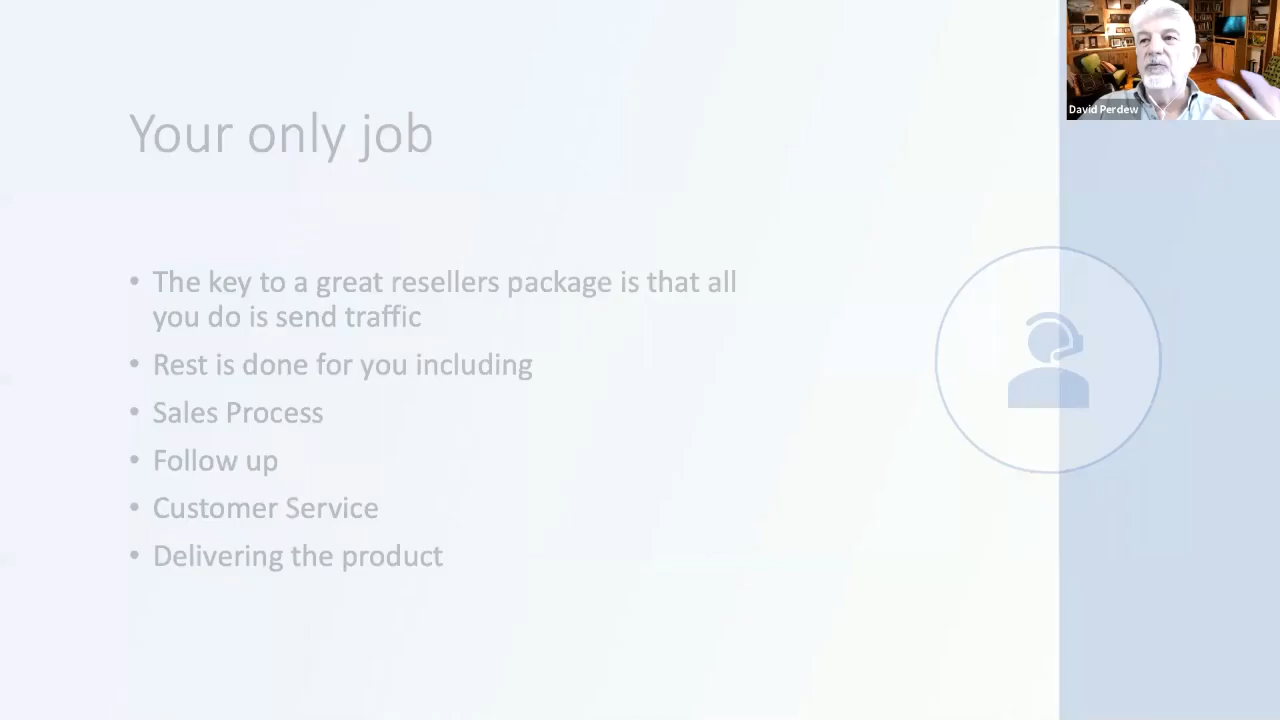 Your only job
• The key to a great resellers package is that all
you do is send traffic
• Rest is done for you including
• Sales Process
• Follow up
• Customer Service
• Delivering the product
David Perdew